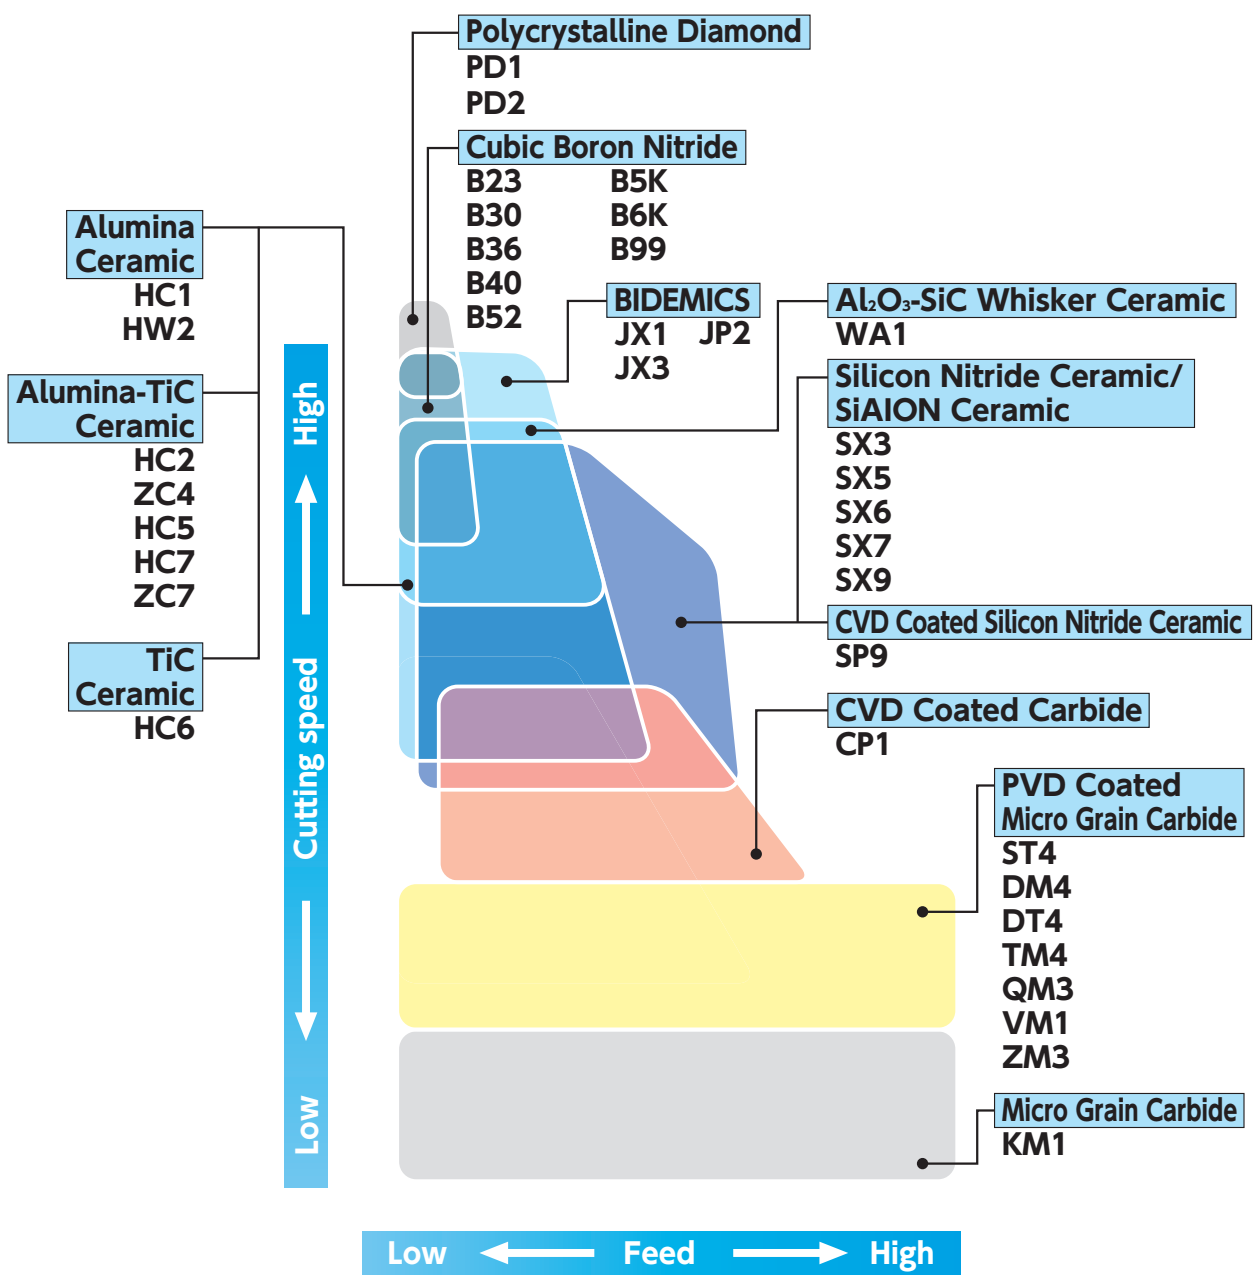 Polycrystalline Diamond
PD1
PD2
Cubic Boron Nitride
B23 B5K
B30 B6K
B36 B99
B40
B52
Alumina
Ceramic
HC1
HW2
BIDEMICS
JX1 JP2
JX3
Al₂O₃-SiC Whisker Ceramic
WA1
Silicon Nitride Ceramic/
SiAION Ceramic
SX3
SX5
SX6
SX7
SX9
Alumina-TiC
Ceramic
HC2
ZC4
HC5
HC7
ZC7
CVD Coated Silicon Nitride Ceramic
SP9
TiC
Ceramic
HC6
CVD Coated Carbide
CP1
PVD Coated
Micro Grain Carbide
ST4
DM4
DT4
TM4
QM3
VM1
ZM3
Micro Grain Carbide
KM1
High
Cutting speed
Low
Low Feed High